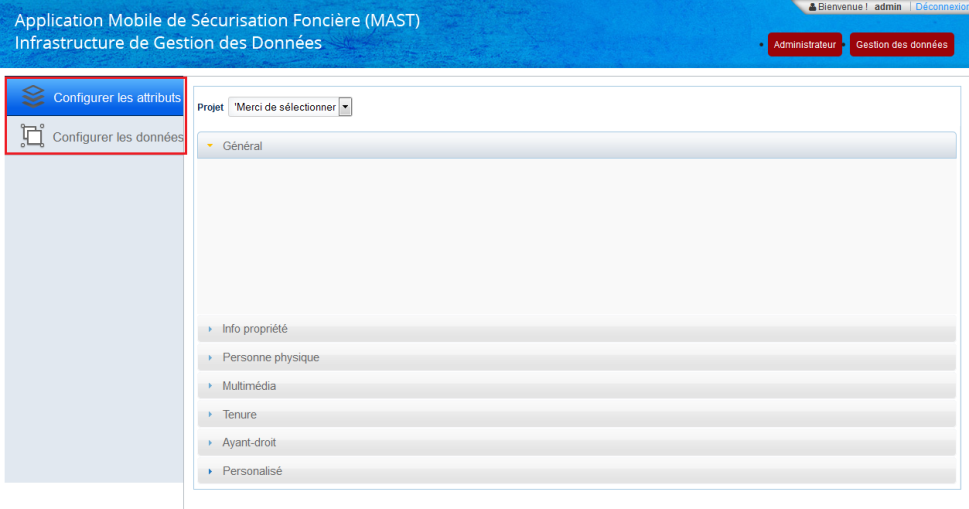 Bienvenue ! admin | Déconnexion
Application Mobile de Sécurisation Foncière (MAST)
Infrastructure de Gestion des Données
Administrateur
Gestion des données
Configurer les attributs
Configurer les données
Projet 'Merci de sélectionner
Général
Info propriété
Personne physique
Multimédia
Tenure
Ayant-droit
Personalisé